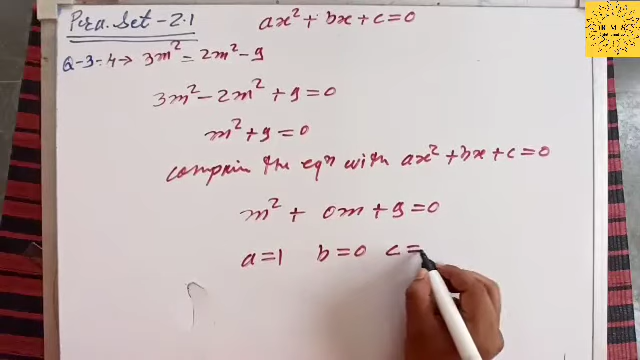 Pra. Set - 2.1
ax² + bx + c = 0
Q-3:-4→ 3m² = 2m² - 9
3m² - 2m² + 9 = 0
m² + 9 = 0
the eqⁿ with ax² + bx + c = 0
m² + 0m + 9 = 0
a = 1 b = 0 c =